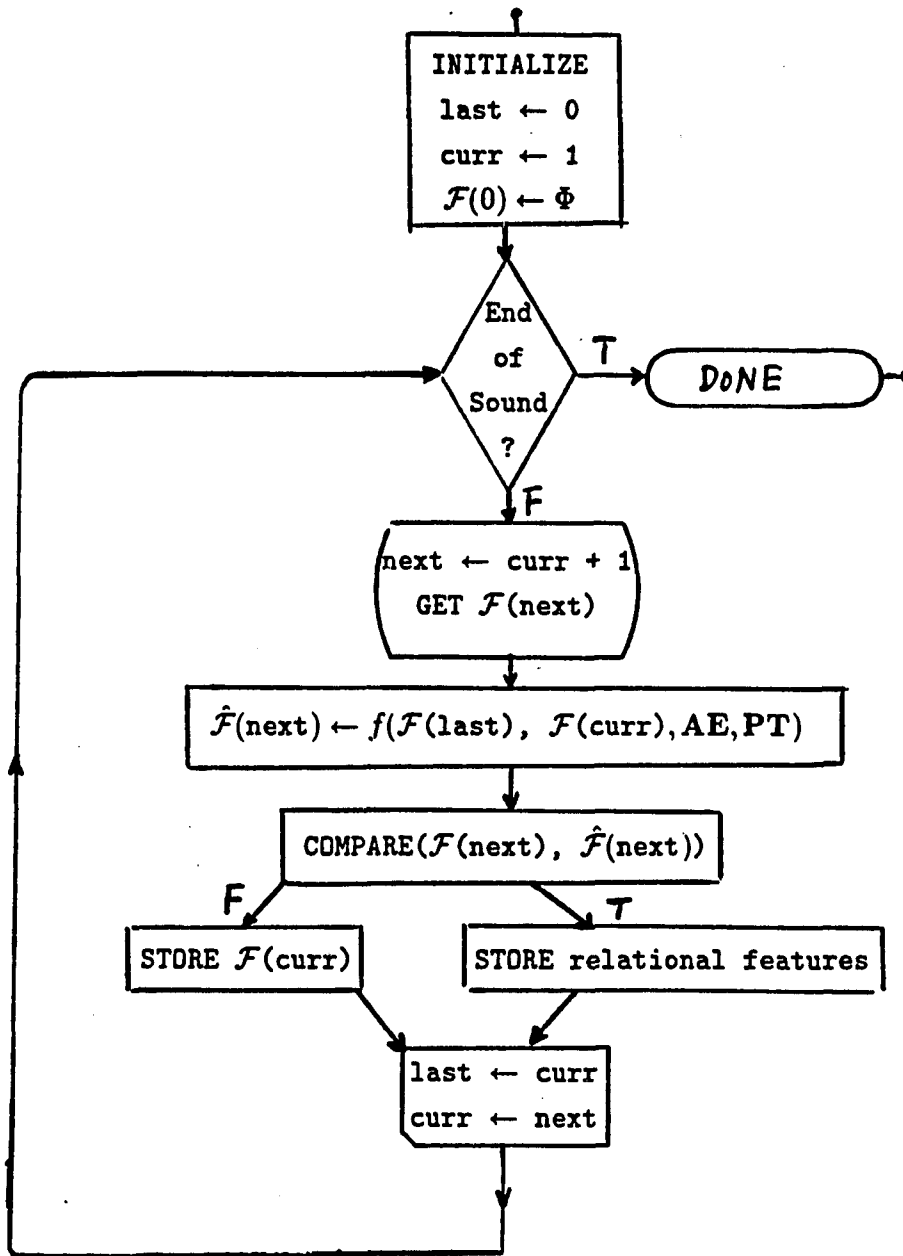 INITIALIZE
last ← 0
curr ← 1
ℱ(0) ← Φ
End
of
Sound
?
T
DONE
F
next ← curr + 1
GET ℱ(next)
ℱ̂(next) ← f(ℱ(last), ℱ(curr), AE, PT)
COMPARE(ℱ(next), ℱ̂(next))
F
T
STORE ℱ(curr)
STORE relational features
last ← curr
curr ← next